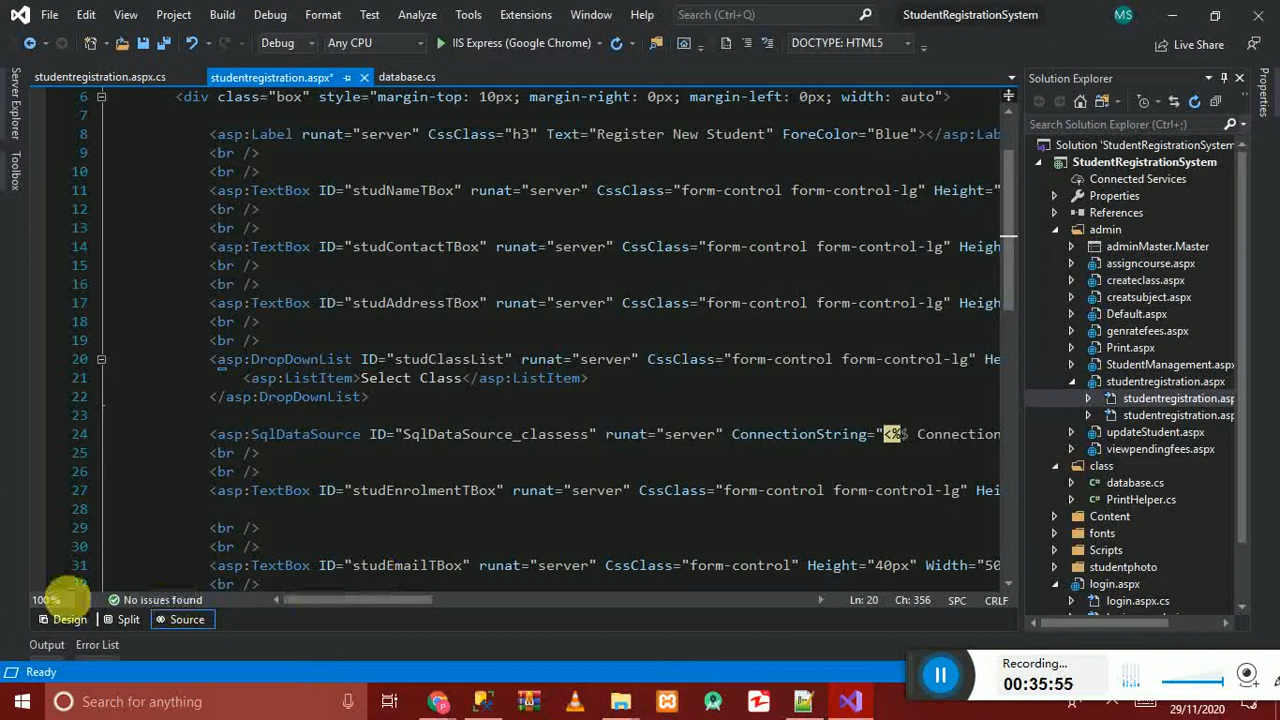 File Edit View Project Build Debug Format Test Analyze Tools Extensions Window Help Search (Ctrl+Q) StudentRegistrationSystem MS
Debug Any CPU IIS Express (Google Chrome) DOCTYPE: HTML5 Live Share
studentregistration.aspx.cs studentregistration.aspx* database.cs
Server Explorer
Toolbox
6 <div class="box" style="margin-top: 10px; margin-right: 0px; margin-left: 0px; width: auto">
7
8 <asp:Label runat="server" CssClass="h3" Text="Register New Student" ForeColor="Blue"></asp:Lab
9 <br />
10 <br />
11 <asp:TextBox ID="studNameTBox" runat="server" CssClass="form-control form-control-lg" Height="
12 <br />
13 <br />
14 <asp:TextBox ID="studContactTBox" runat="server" CssClass="form-control form-control-lg" Heigh
15 <br />
16 <br />
17 <asp:TextBox ID="studAddressTBox" runat="server" CssClass="form-control form-control-lg" Heigh
18 <br />
19 <br />
20 <asp:DropDownList ID="studClassList" runat="server" CssClass="form-control form-control-lg" He
21 <asp:ListItem>Select Class</asp:ListItem>
22 </asp:DropDownList>
23
24 <asp:SqlDataSource ID="SqlDataSource_classess" runat="server" ConnectionString="<%$ Connection
25 <br />
26 <br />
27 <asp:TextBox ID="studEnrolmentTBox" runat="server" CssClass="form-control form-control-lg" Hei
28
29 <br />
30 <br />
31 <asp:TextBox ID="studEmailTBox" runat="server" CssClass="form-control" Height="40px" Width="50
32 <br />
100% No issues found Ln: 20 Ch: 356 SPC CRLF
Design Split Source
Output Error List
Ready
Solution Explorer
Search Solution Explorer (Ctrl+;)
Solution 'StudentRegistrationSystem
StudentRegistrationSystem
Connected Services
Properties
References
admin
adminMaster.Master
assigncourse.aspx
createclass.aspx
creatsubject.aspx
Default.aspx
genratefees.aspx
Print.aspx
StudentManagement.aspx
studentregistration.aspx
studentregistration.asp
studentregistration.asp
updateStudent.aspx
viewpendingfees.aspx
class
database.cs
PrintHelper.cs
Content
fonts
Scripts
studentphoto
login.aspx
login.aspx.cs
Properties
Recording...
00:35:55
Search for anything
29/11/2020